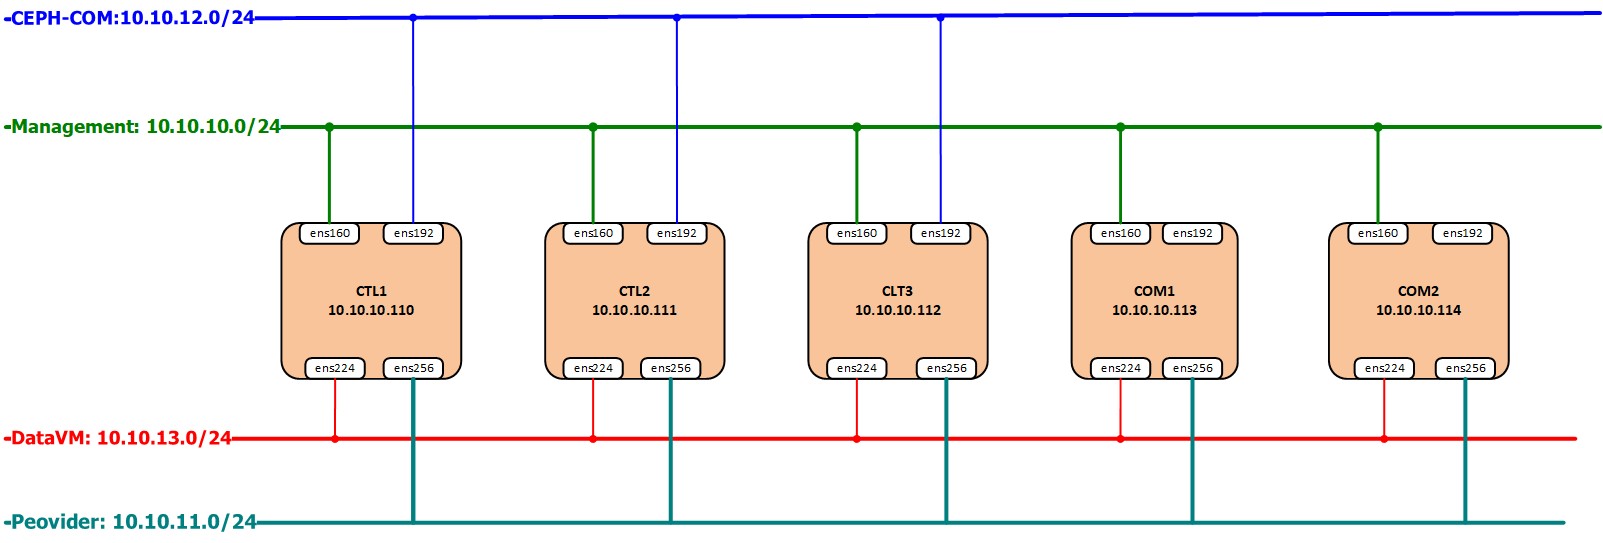 CEPH-COM:10.10.12.0/24
Management: 10.10.10.0/24
ens160 ens192
ens160 ens192
ens160 ens192
ens160 ens192
ens160 ens192
CTL1
10.10.10.110
CTL2
10.10.10.111
CLT3
10.10.10.112
COM1
10.10.10.113
COM2
10.10.10.114
ens224 ens256
ens224 ens256
ens224 ens256
ens224 ens256
ens224 ens256
DataVM: 10.10.13.0/24
Peovider: 10.10.11.0/24